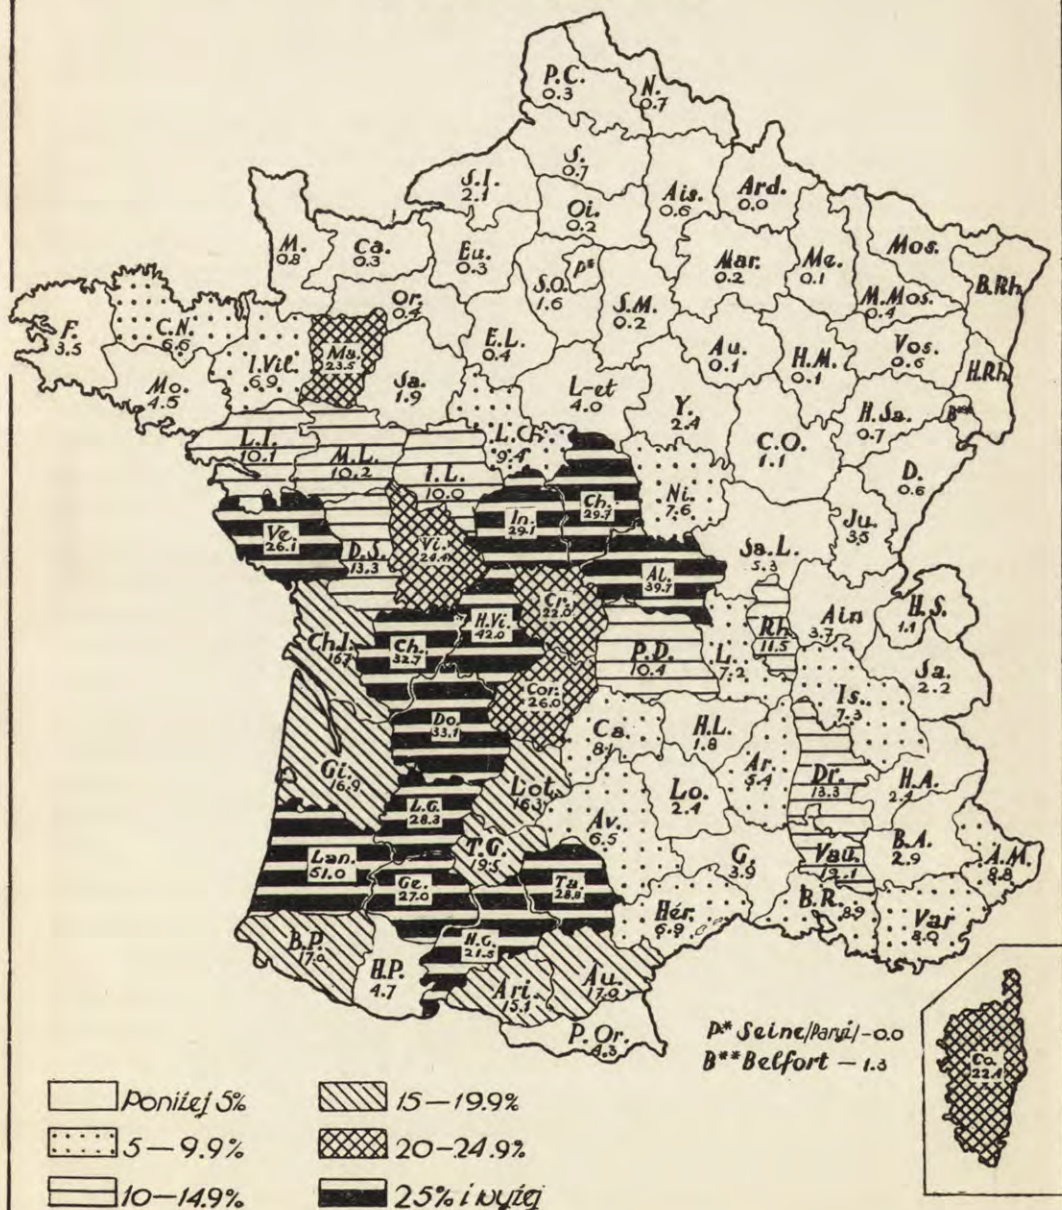 P.C.
0.3
N.
0.7
S.
0.7
S.I.
2.1
Ais.
0.6
Ard.
0.0
Oi.
0.2
M.
0.8
Ca.
0.3
Eu.
0.3
S.O.
1.6
P*
S.M.
0.2
Mar.
0.2
Me.
0.1
Mos.
M.Mos.
0.4
B.Rh
F.
3.5
C.N.
6.6
Or.
0.4
E.L.
0.4
Au.
0.1
H.M.
0.1
Vos.
0.6
H.Rh
Mo.
4.5
I.Vil.
6.9
Ma.
23.5
Sa.
1.9
L-et
4.0
Y.
2.4
H.Sa.
0.7
B**
L.I.
10.1
M.L.
10.2
I.L.
10.0
L.Ch
9.4
C.O.
1.1
D.
0.6
Ve.
26.1
D.S.
13.3
Vi.
24.4
In.
29.1
Ch.
29.7
Ni.
7.6
Sa.L.
5.3
Ju.
3.5
Ch.I.
16.7
Ch.
32.7
H.Vi.
42.0
Cr.
22.0
Al.
39.7
Ain
3.7
H.S.
1.1
P.D.
10.4
L.
7.2
Rh
11.5
Sa.
2.2
Do.
33.1
Cor.
26.0
Is.
7.3
Gi.
16.9
Lot.
16.3
Ca.
8.1
H.L.
1.8
Ar.
5.4
Dr.
13.3
H.A.
2.4
L.G.
28.3
T.G.
19.5
Av.
6.5
Lo.
2.4
B.A.
2.9
A.M.
8.8
Lan.
51.0
Ge.
27.0
Ta.
28.8
G.
3.9
Vau.
B.R.
8.9
Var
8.0
B.P.
17.0
H.P.
4.7
H.G.
Hér.
6.9
Ari.
15.1
Au.
P.Or.
4.3
Co.
P* Seine/Paryż/-0.0
B** Belfort — 1.3
Poniżej 5%
15—19.9%
5—9.9%
20-24.9%
10-14.9%
25% i wyżej